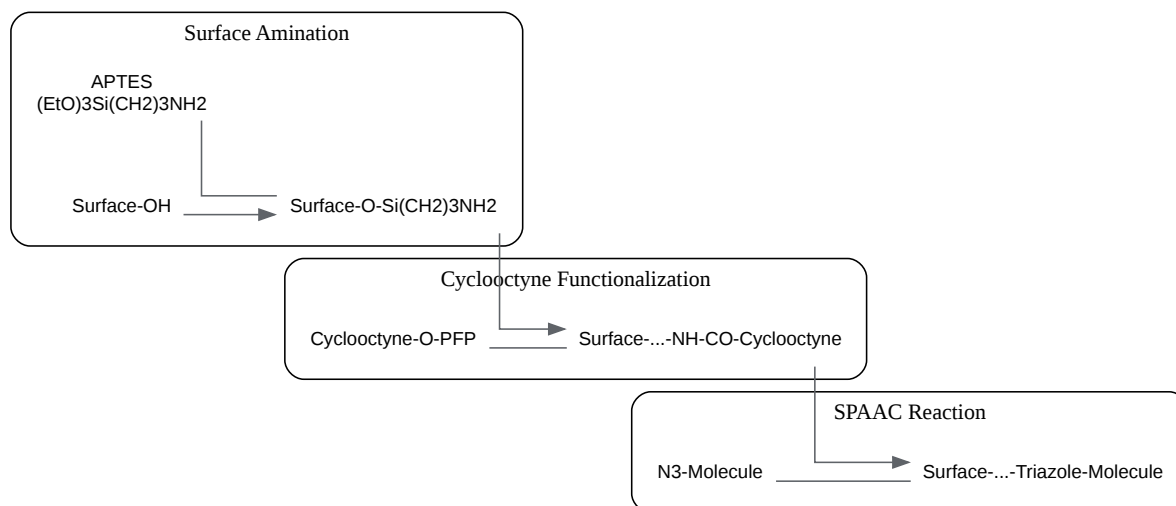 Surface Amination
APTES
(EtO)3Si(CH2)3NH2
Surface-OH
Surface-O-Si(CH2)3NH2
Cyclooctyne Functionalization
Cyclooctyne-O-PFP
Surface-...-NH-CO-Cyclooctyne
SPAAC Reaction
N3-Molecule
Surface-...-Triazole-Molecule